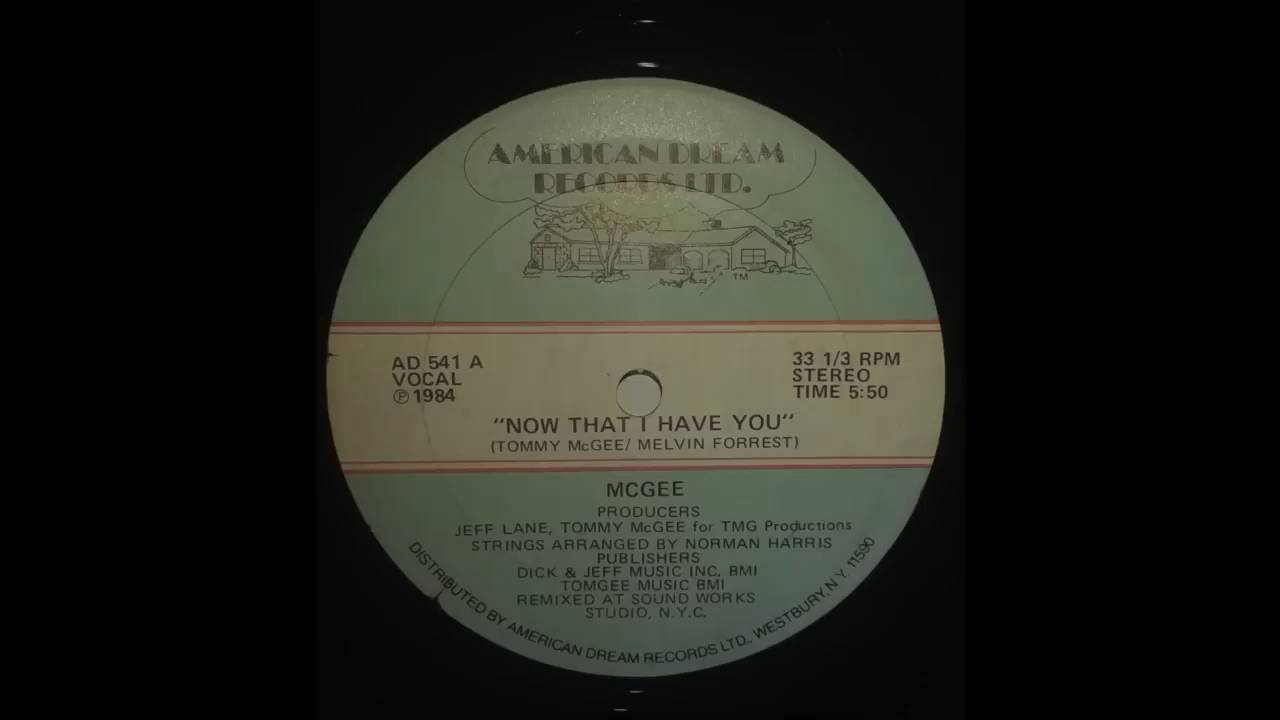 AMERICAN DREAM
RECORDS LTD.
TM
AD 541 A
VOCAL
℗ 1984
33 1/3 RPM
STEREO
TIME 5:50
"NOW THAT I HAVE YOU"
(TOMMY McGEE/ MELVIN FORREST)
MCGEE
PRODUCERS
JEFF LANE, TOMMY McGEE for TMG Productions
STRINGS ARRANGED BY NORMAN HARRIS
PUBLISHERS
DICK & JEFF MUSIC INC. BMI
TOMGEE MUSIC BMI
REMIXED AT SOUND WORKS
STUDIO, N.Y.C.
DISTRIBUTED BY AMERICAN DREAM RECORDS LTD., WESTBURY, N.Y. 11590